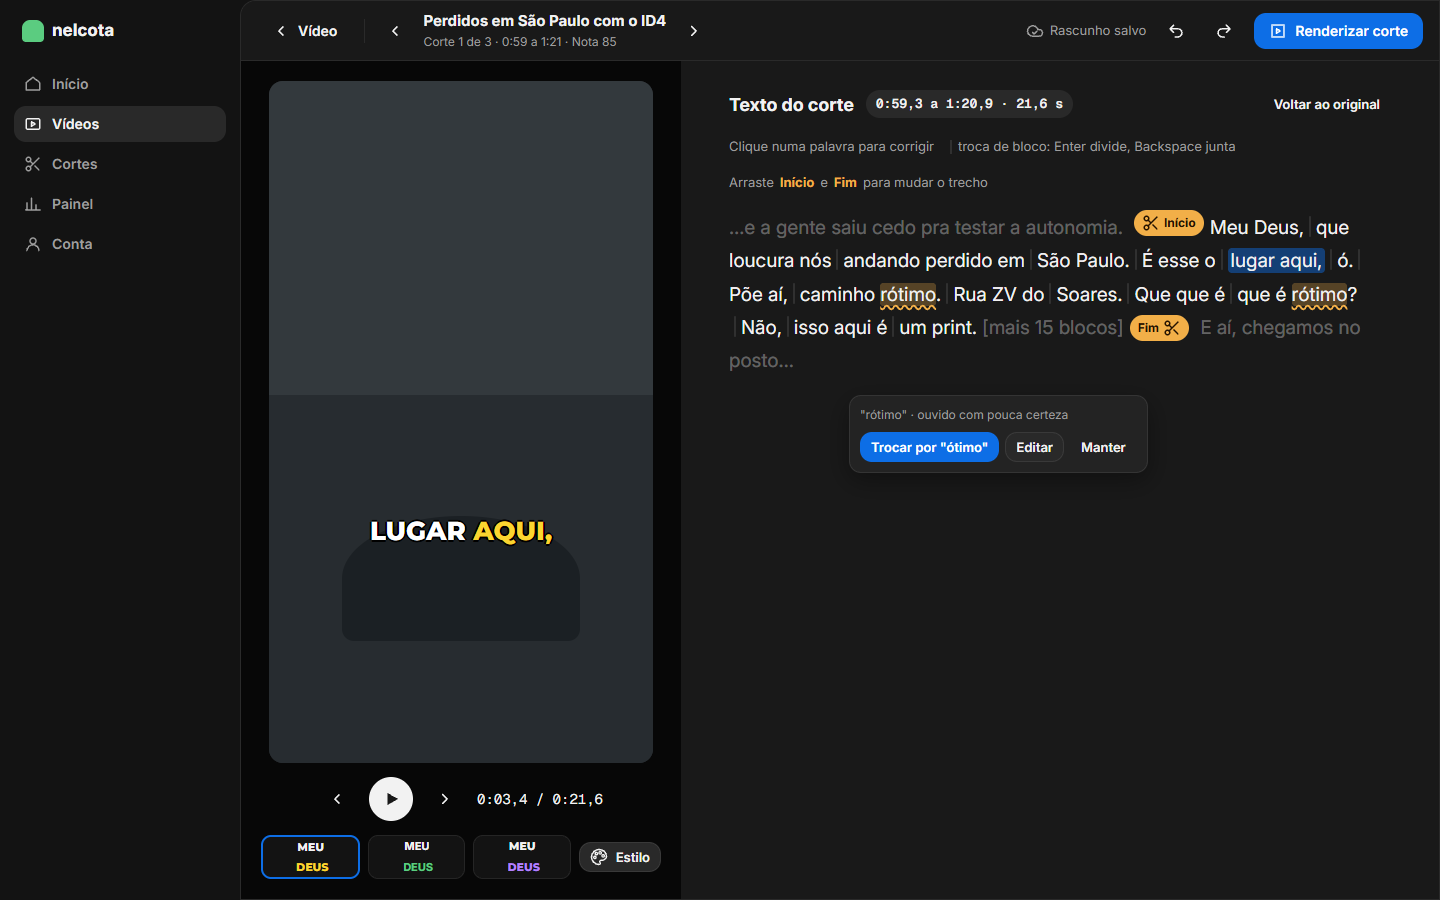 nelcota
Início
Vídeos
Cortes
Painel
Conta
Vídeo
Perdidos em São Paulo com o ID4
Corte 1 de 3 · 0:59 a 1:21 · Nota 85
Rascunho salvo
Renderizar corte
LUGAR AQUI,
0:03,4 / 0:21,6
MEU
DEUS
MEU
DEUS
MEU
DEUS
Estilo
Texto do corte
0:59,3 a 1:20,9 · 21,6 s
Voltar ao original
Clique numa palavra para corrigir | troca de bloco: Enter divide, Backspace junta
Arraste Início e Fim para mudar o trecho
...e a gente saiu cedo pra testar a autonomia. Início Meu Deus, | que
loucura nós | andando perdido em | São Paulo. | É esse o | lugar aqui, | ó. |
Põe aí, | caminho rótimo. | Rua ZV do | Soares. | Que que é | que é rótimo?
| Não, | isso aqui é | um print. [mais 15 blocos] Fim E aí, chegamos no
posto...
"rótimo" · ouvido com pouca certeza
Trocar por "ótimo"
Editar
Manter